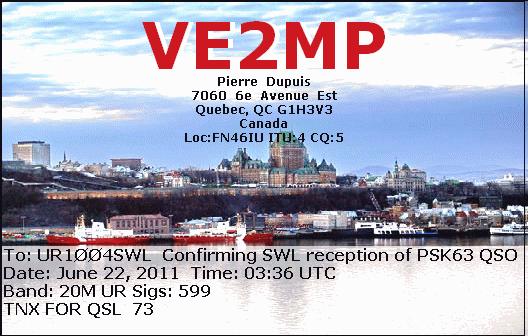 VE2MP
Pierre Dupuis
7060 6e Avenue Est
Quebec, QC G1H3V3
Canada
Loc:FN46IU ITU:4 CQ:5
To: UR1ØØ4SWL Confirming SWL reception of PSK63 QSO
Date: June 22, 2011 Time: 03:36 UTC
Band: 20M UR Sigs: 599
TNX FOR QSL 73